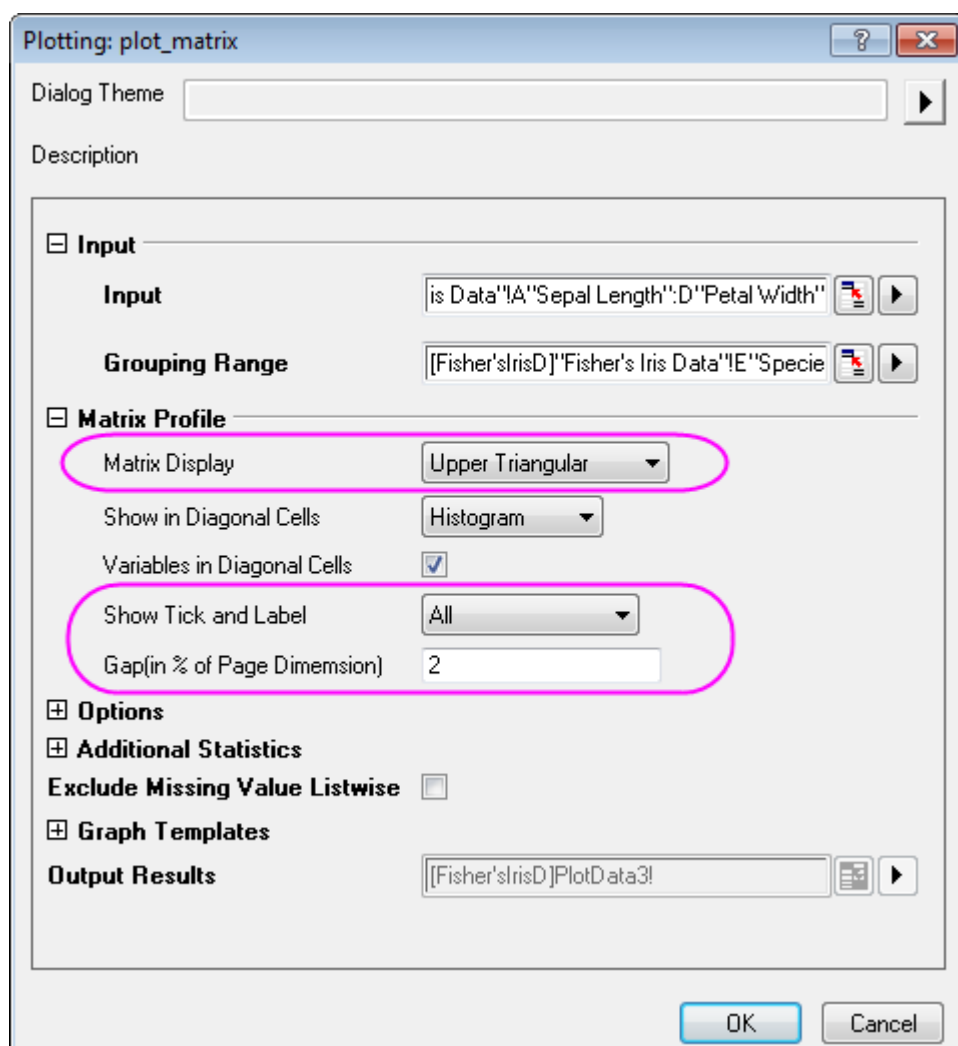 Plotting: plot_matrix
Dialog Theme
Description
Input
Input is Data"!A"Sepal Length":D"Petal Width"
Grouping Range [Fisher'sIrisD]"Fisher's Iris Data"!E"Specie
Matrix Profile
Matrix Display Upper Triangular
Show in Diagonal Cells Histogram
Variables in Diagonal Cells
Show Tick and Label All
Gap(in % of Page Dimemsion) 2
Options
Additional Statistics
Exclude Missing Value Listwise
Graph Templates
Output Results [Fisher'sIrisD]PlotData3!
OK Cancel